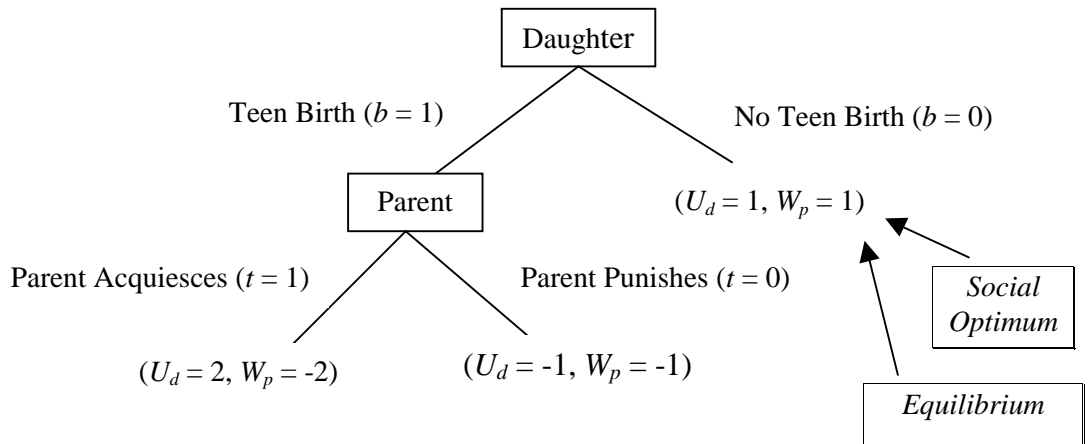 Daughter
Teen Birth (b = 1)
No Teen Birth (b = 0)
Parent
(U_d = 1, W_p = 1)
Parent Acquiesces (t = 1)
Parent Punishes (t = 0)
Social
Optimum
(U_d = 2, W_p = -2)
(U_d = -1, W_p = -1)
Equilibrium